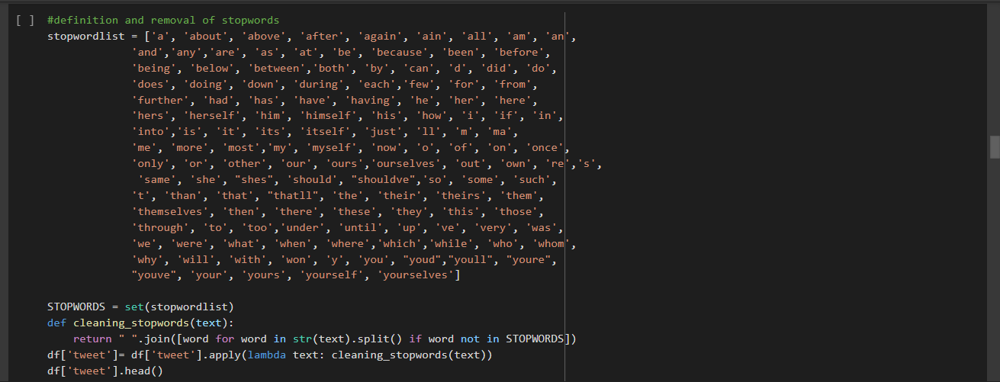 [ ] #definition and removal of stopwords
stopwordlist = ['a', 'about', 'above', 'after', 'again', 'ain', 'all', 'am', 'an',
'and','any','are', 'as', 'at', 'be', 'because', 'been', 'before',
'being', 'below', 'between','both', 'by', 'can', 'd', 'did', 'do',
'does', 'doing', 'down', 'during', 'each','few', 'for', 'from',
'further', 'had', 'has', 'have', 'having', 'he', 'her', 'here',
'hers', 'herself', 'him', 'himself', 'his', 'how', 'i', 'if', 'in',
'into','is', 'it', 'its', 'itself', 'just', 'll', 'm', 'ma',
'me', 'more', 'most','my', 'myself', 'now', 'o', 'of', 'on', 'once',
'only', 'or', 'other', 'our', 'ours','ourselves', 'out', 'own', 're','s',
'same', 'she', "shes", 'should', "shouldve",'so', 'some', 'such',
't', 'than', 'that', "thatll", 'the', 'their', 'theirs', 'them',
'themselves', 'then', 'there', 'these', 'they', 'this', 'those',
'through', 'to', 'too','under', 'until', 'up', 've', 'very', 'was',
'we', 'were', 'what', 'when', 'where','which','while', 'who', 'whom',
'why', 'will', 'with', 'won', 'y', 'you', "youd","youll", "youre",
"youve", 'your', 'yours', 'yourself', 'yourselves']
STOPWORDS = set(stopwordlist)
def cleaning_stopwords(text):
return " ".join([word for word in str(text).split() if word not in STOPWORDS])
df['tweet']= df['tweet'].apply(lambda text: cleaning_stopwords(text))
df['tweet'].head()